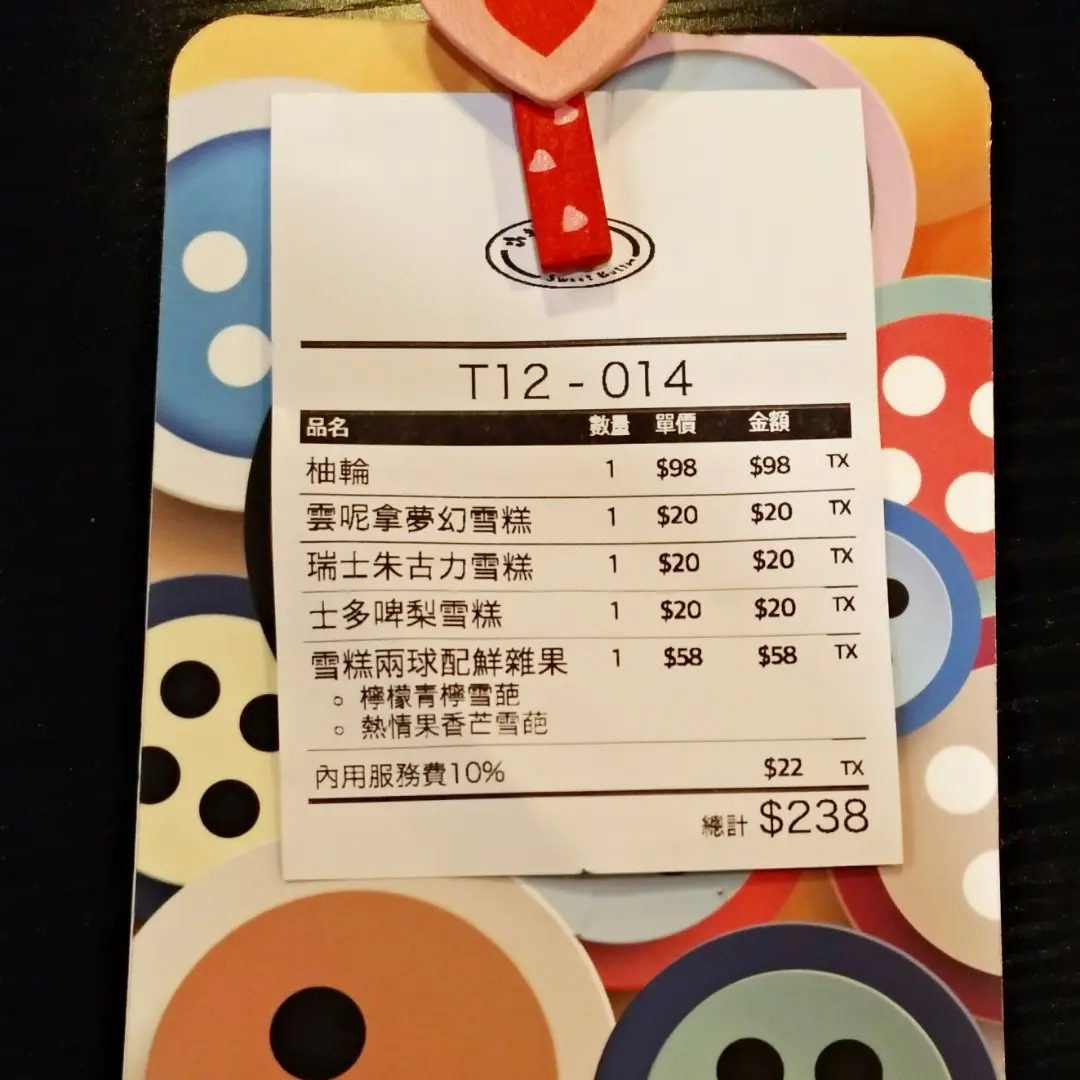 Sweet
T12 - 014
品名 數量 單價 金額
柚輪 1 $98 $98 TX
雲呢拿夢幻雪糕 1 $20 $20 TX
瑞士朱古力雪糕 1 $20 $20 TX
士多啤梨雪糕 1 $20 $20 TX
雪糕兩球配鮮雜果 1 $58 $58 TX
檸檬青檸雪葩
熱情果香芒雪葩
內用服務費10% $22 TX
總計 $238